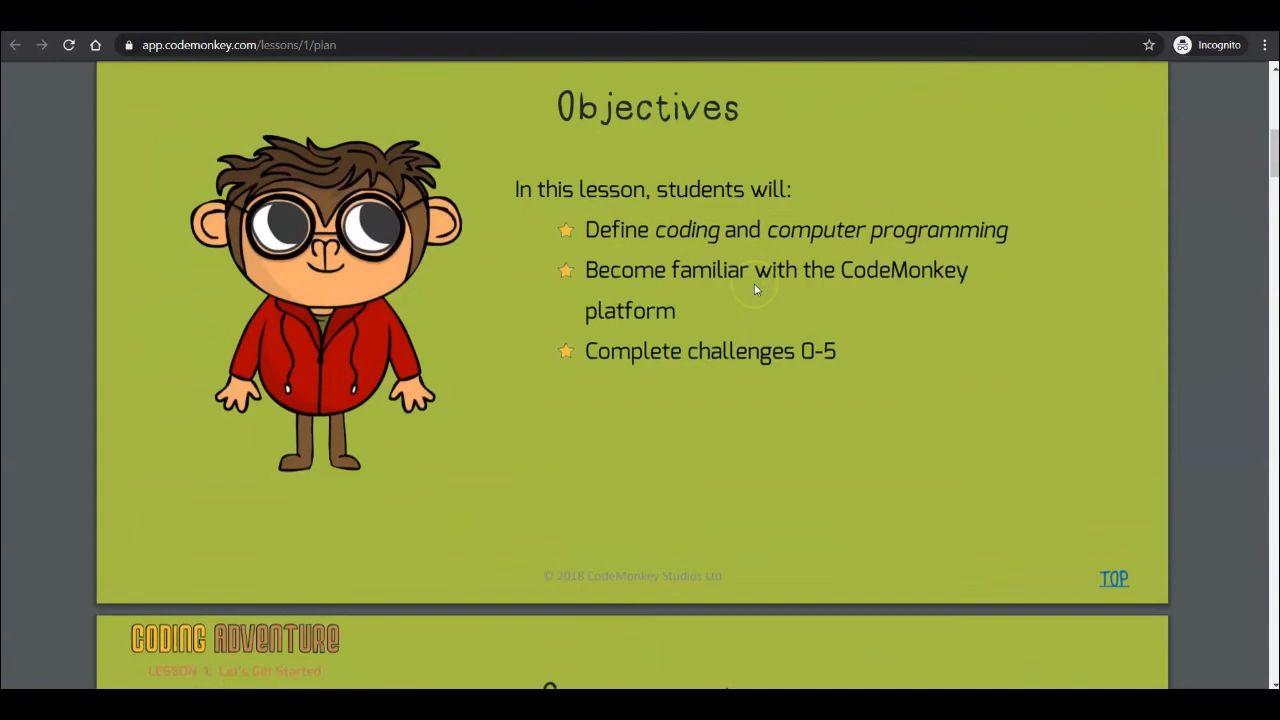 app.codemonkey.com/lessons/1/plan
Incognito
Objectives
In this lesson, students will:
Define coding and computer programming
Become familiar with the CodeMonkey
platform
Complete challenges 0-5
© 2018 CodeMonkey Studios Ltd
TOP
CODING ADVENTURE
LESSON 1: Let's Get Started